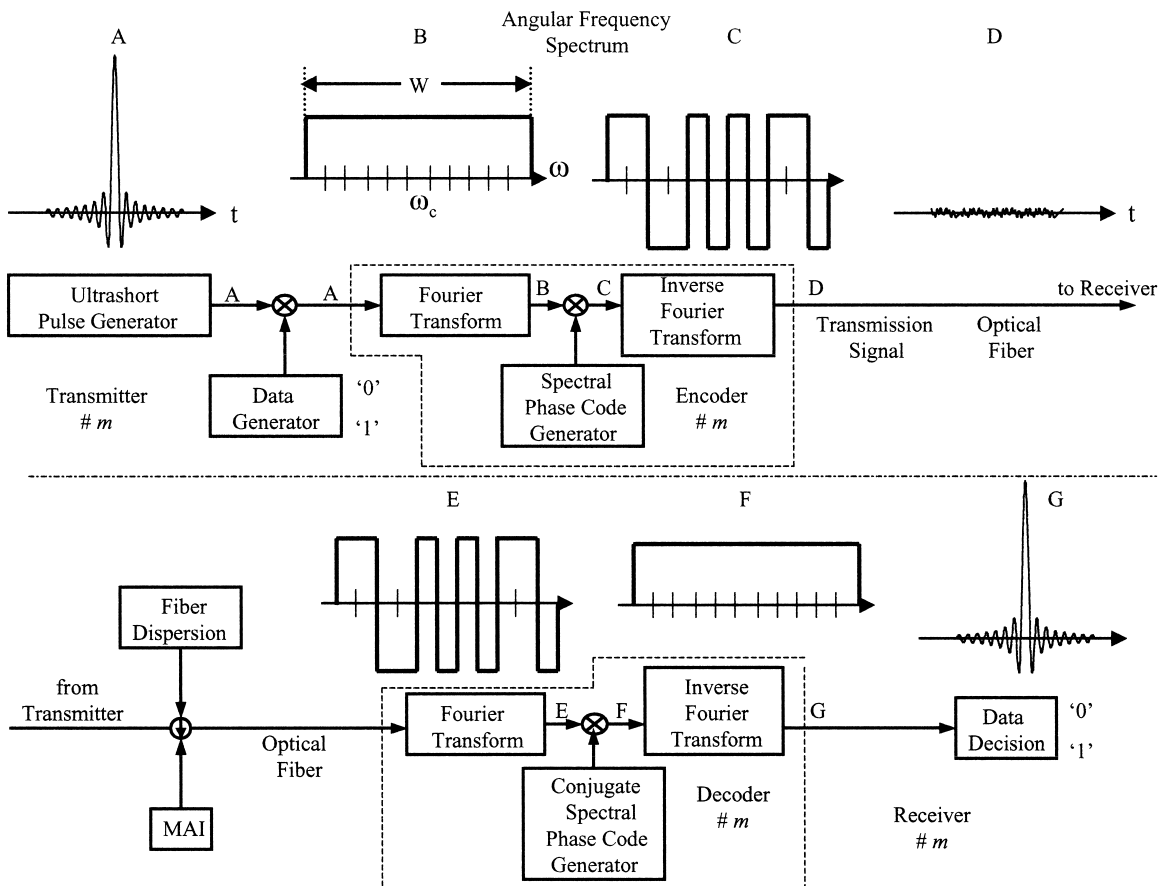 Angular Frequency
Spectrum
A
B
C
D
W
ω
ω_c
t
t
Ultrashort
Pulse Generator
A
A
Fourier
Transform
B
C
Inverse
Fourier
Transform
D
to Receiver
Transmission
Signal
Optical
Fiber
Transmitter
# m
Data
Generator
‘0’
‘1’
Spectral
Phase Code
Generator
Encoder
# m
E
F
G
Fiber
Dispersion
from
Transmitter
Optical
Fiber
MAI
Fourier
Transform
E
F
Inverse
Fourier
Transform
G
Data
Decision
‘0’
‘1’
Conjugate
Spectral
Phase Code
Generator
Decoder
# m
Receiver
# m